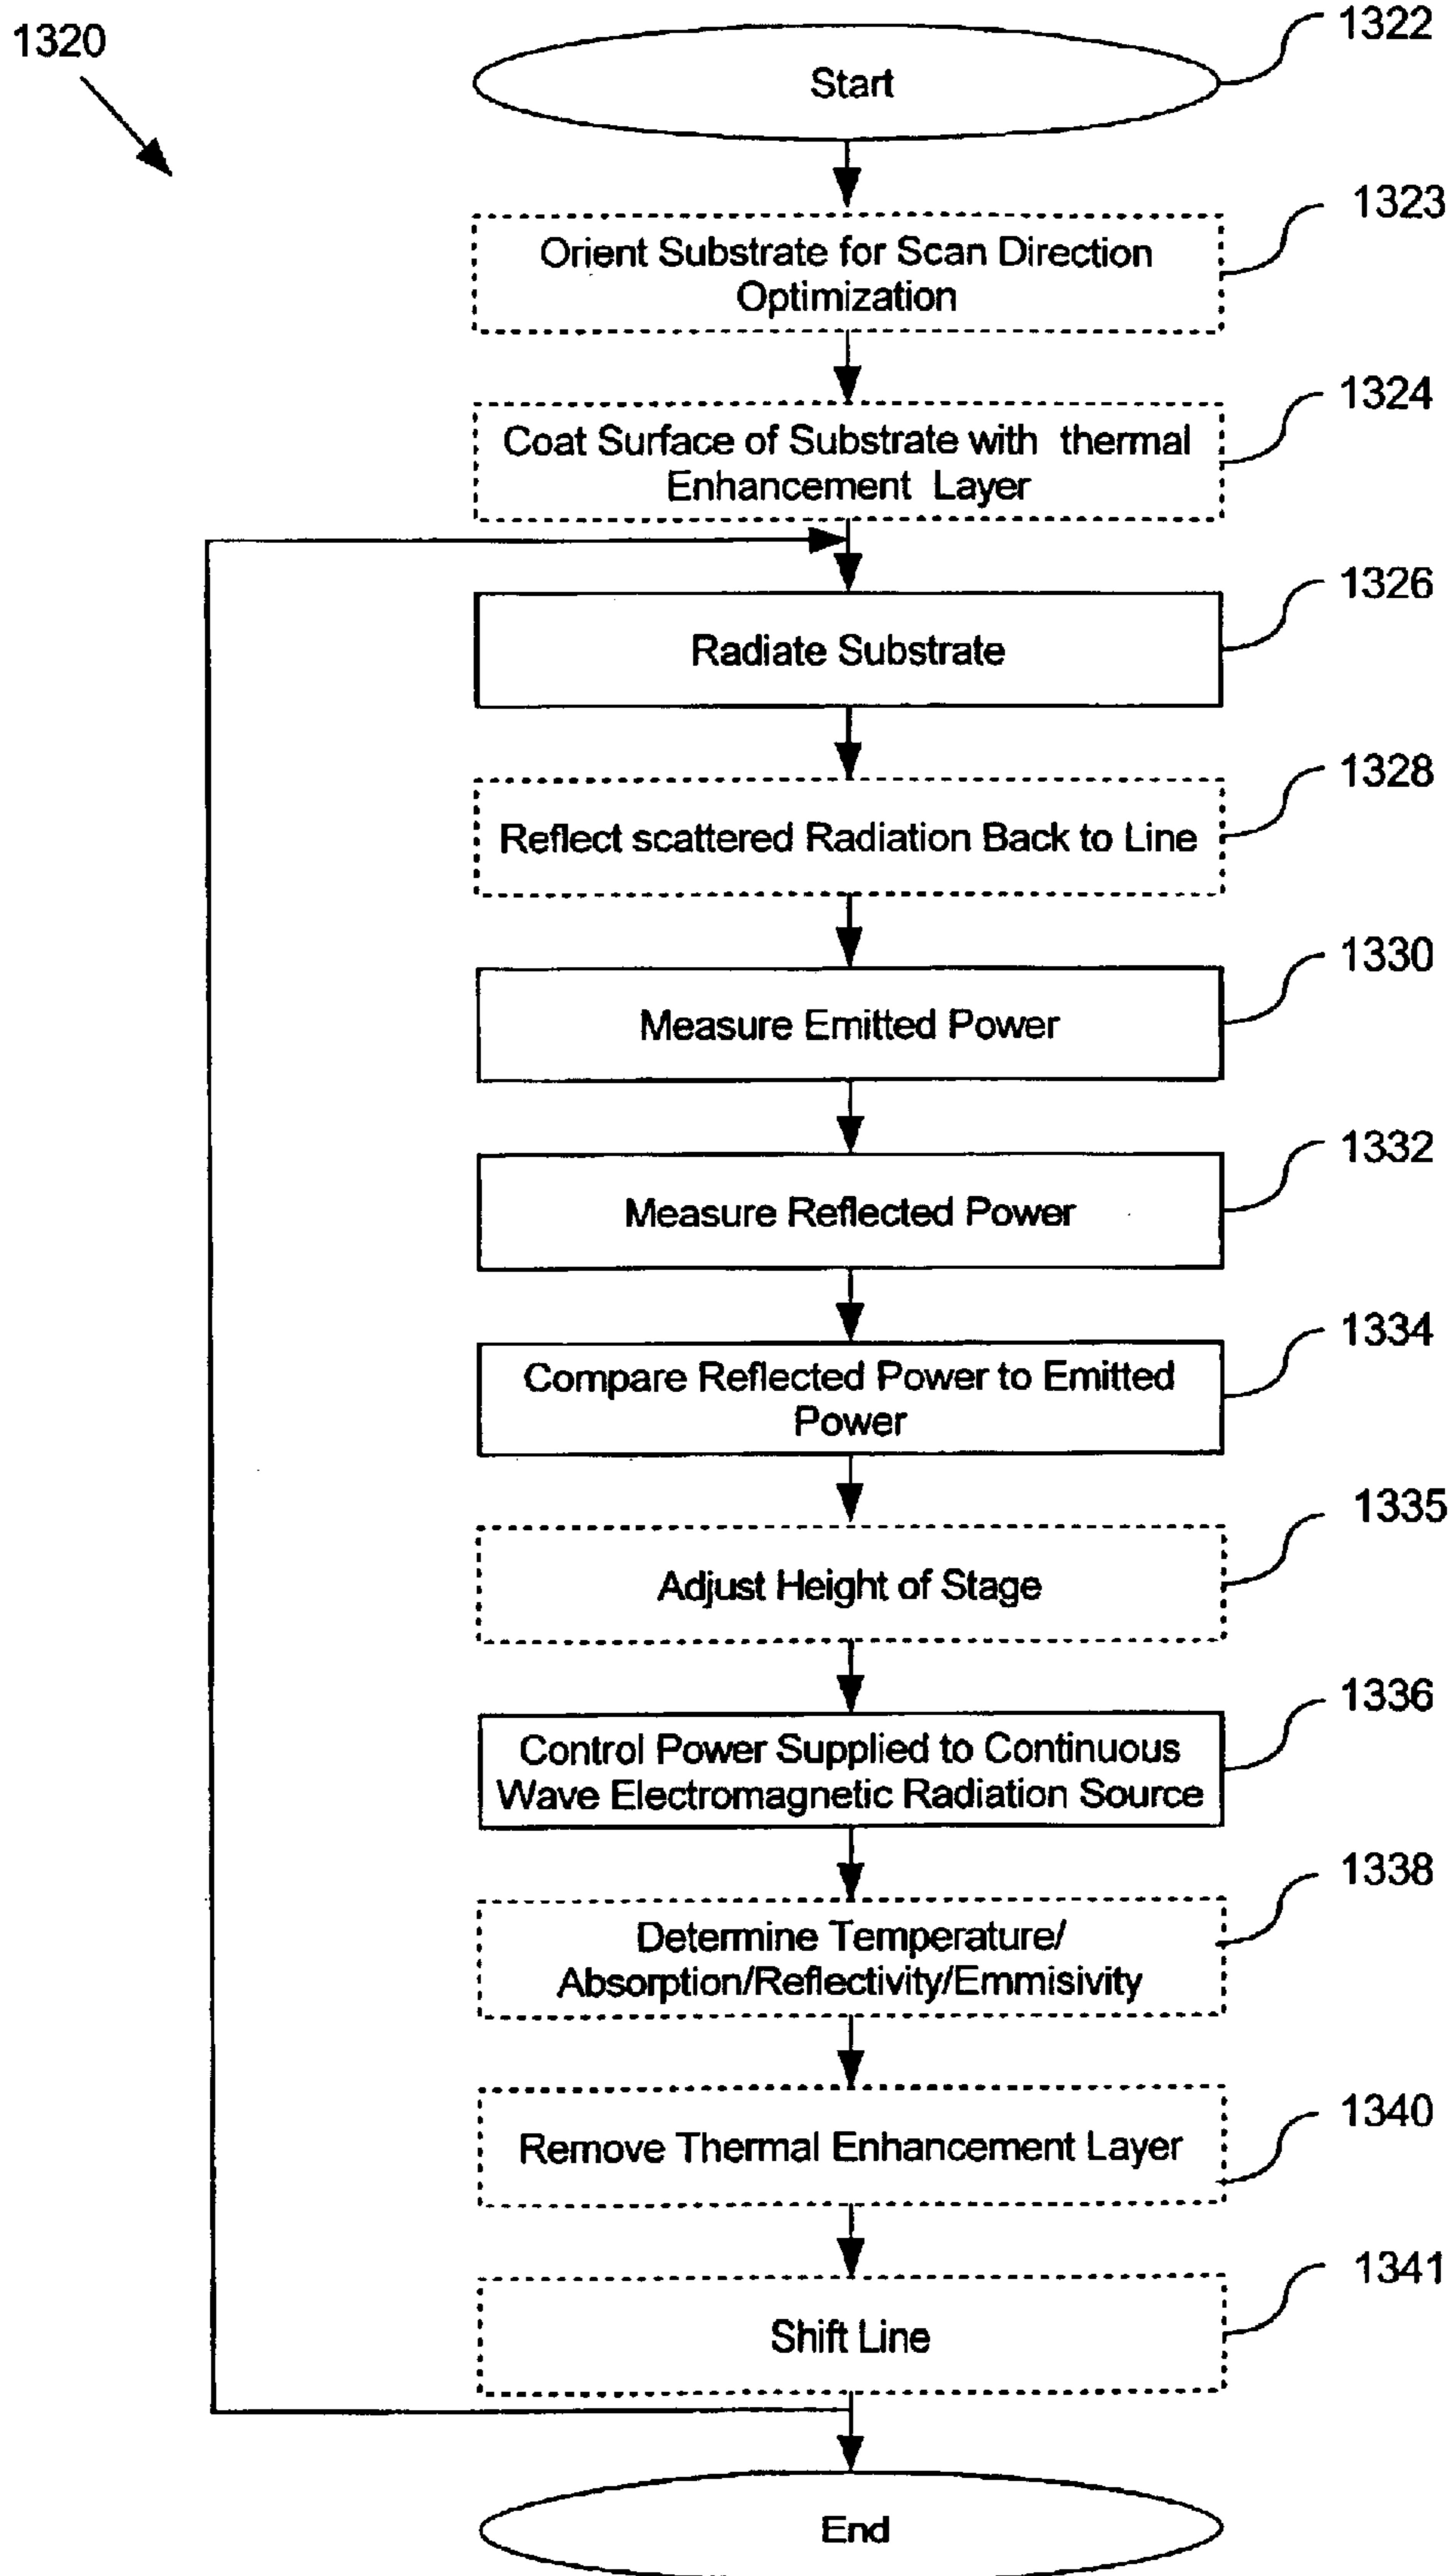 1320
1322
Start
1323
Orient Substrate for Scan Direction
Optimization
1324
Coat Surface of Substrate with thermal
Enhancement Layer
1326
Radiate Substrate
1328
Reflect scattered Radiation Back to Line
1330
Measure Emitted Power
1332
Measure Reflected Power
1334
Compare Reflected Power to Emitted
Power
1335
Adjust Height of Stage
1336
Control Power Supplied to Continuous
Wave Electromagnetic Radiation Source
1338
Determine Temperature/
Absorption/Reflectivity/Emmisivity
1340
Remove Thermal Enhancement Layer
1341
Shift Line
End